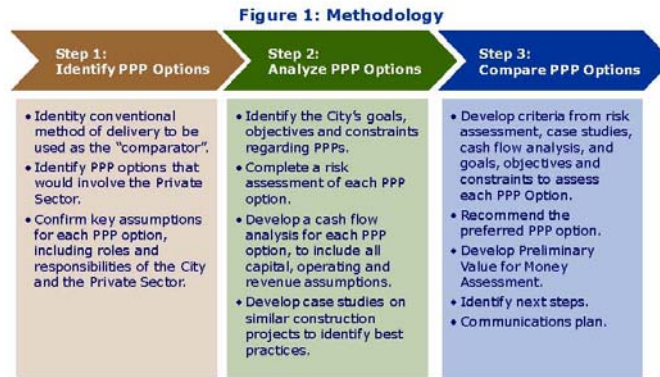 Figure 1: Methodology
Step 1:
Identify PPP Options
• Identity conventional
method of delivery to be
used as the “comparator”.
• Identify PPP options that
would involve the Private
Sector.
• Confirm key assumptions
for each PPP option,
including roles and
responsibilities of the City
and the Private Sector.
Step 2:
Analyze PPP Options
• Identify the City’s goals,
objectives and constraints
regarding PPPs.
• Complete a risk
assessment of each PPP
option.
• Develop a cash flow
analysis for each PPP
option, to include all
capital, operating and
revenue assumptions.
• Develop case studies on
similar construction
projects to identify best
practices.
Step 3:
Compare PPP Options
• Develop criteria from risk
assessment, case studies,
cash flow analysis, and
goals, objectives and
constraints to assess
each PPP Option.
• Recommend the
preferred PPP option.
• Develop Preliminary
Value for Money
Assessment.
• Identify next steps.
• Communications plan.